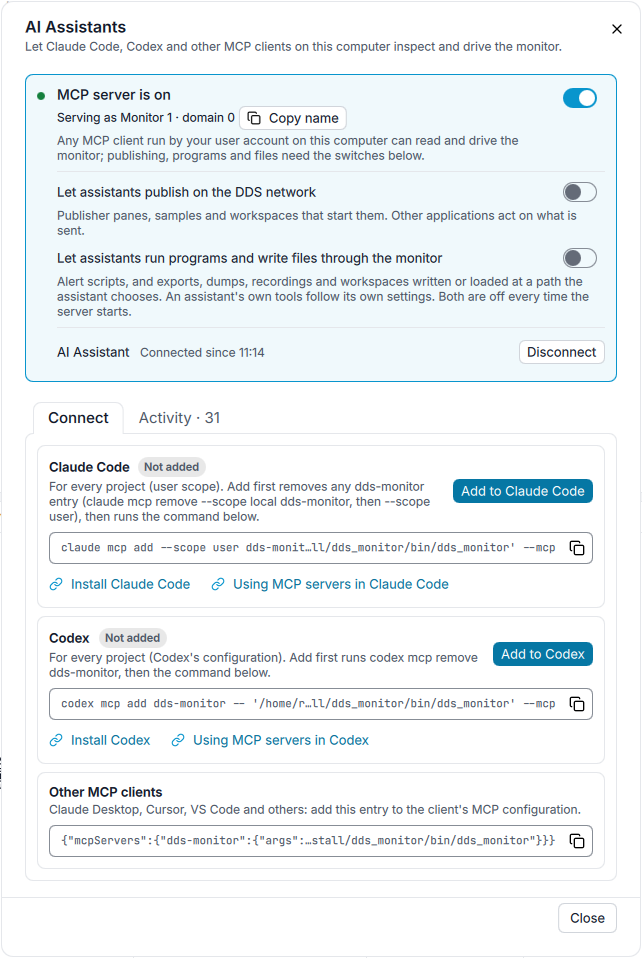 AI Assistants
Let Claude Code, Codex and other MCP clients on this computer inspect and drive the monitor.
MCP server is on
Serving as Monitor 1 · domain 0 Copy name
Any MCP client run by your user account on this computer can read and drive the
monitor; publishing, programs and files need the switches below.
Let assistants publish on the DDS network
Publisher panes, samples and workspaces that start them. Other applications act on what is
sent.
Let assistants run programs and write files through the monitor
Alert scripts, and exports, dumps, recordings and workspaces written or loaded at a path the
assistant chooses. An assistant's own tools follow its own settings. Both are off every time the
server starts.
AI Assistant Connected since 11:14 Disconnect
Connect Activity · 31
Claude Code Not added
For every project (user scope). Add first removes any dds-monitor
entry (claude mcp remove --scope local dds-monitor, then --scope
user), then runs the command below.
Add to Claude Code
claude mcp add --scope user dds-monit…ll/dds_monitor/bin/dds_monitor' --mcp
Install Claude Code Using MCP servers in Claude Code
Codex Not added
For every project (Codex's configuration). Add first runs codex mcp remove
dds-monitor, then the command below.
Add to Codex
codex mcp add dds-monitor -- '/home/r…ll/dds_monitor/bin/dds_monitor' --mcp
Install Codex Using MCP servers in Codex
Other MCP clients
Claude Desktop, Cursor, VS Code and others: add this entry to the client's MCP configuration.
{"mcpServers":{"dds-monitor":{"args":…stall/dds_monitor/bin/dds_monitor"}}}
Close